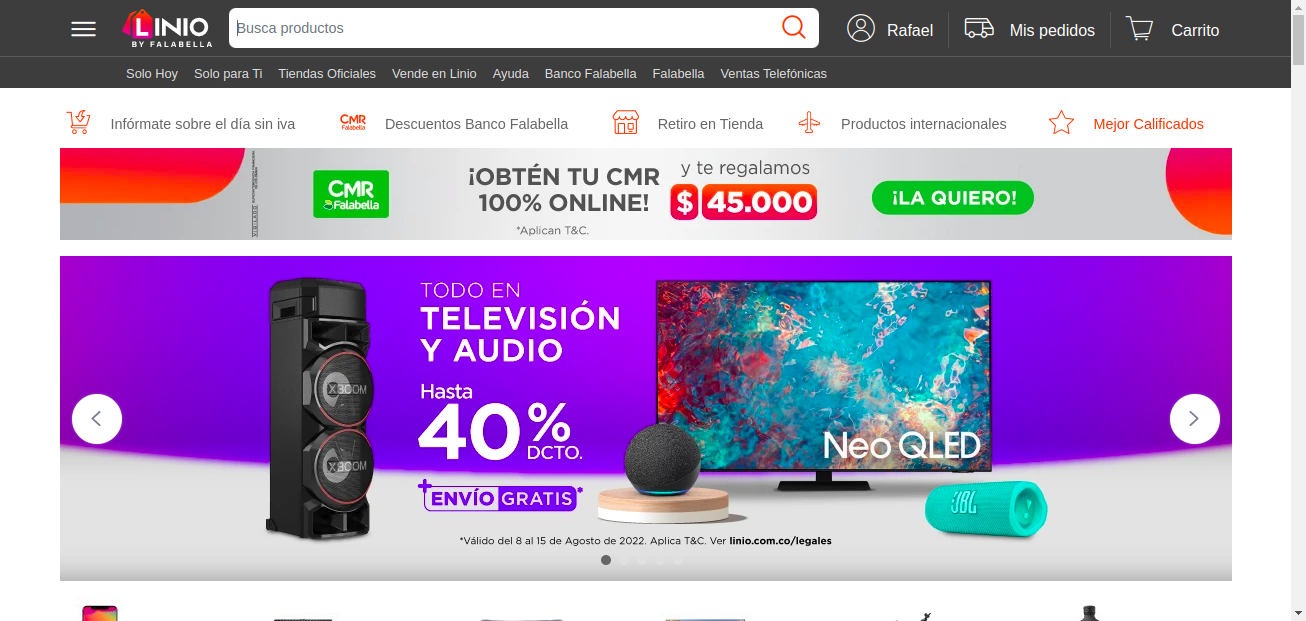 LINIO
BY FALABELLA
Busca productos
Rafael
Mis pedidos
Carrito
Solo Hoy
Solo para Ti
Tiendas Oficiales
Vende en Linio
Ayuda
Banco Falabella
Falabella
Ventas Telefónicas
Infórmate sobre el día sin iva
CMR
Falabella
Descuentos Banco Falabella
Retiro en Tienda
Productos internacionales
Mejor Calificados
VIGILADO
CMR
Falabella
¡OBTÉN TU CMR
100% ONLINE!
*Aplican T&C.
y te regalamos
$ 45.000
¡LA QUIERO!
TODO EN
TELEVISIÓN
Y AUDIO
Hasta
40%
DCTO.
+ENVÍO GRATIS*
XBOOM
XBOOM
Neo QLED
JBL
*Válido del 8 al 15 de Agosto de 2022. Aplica T&C. Ver linio.com.co/legales